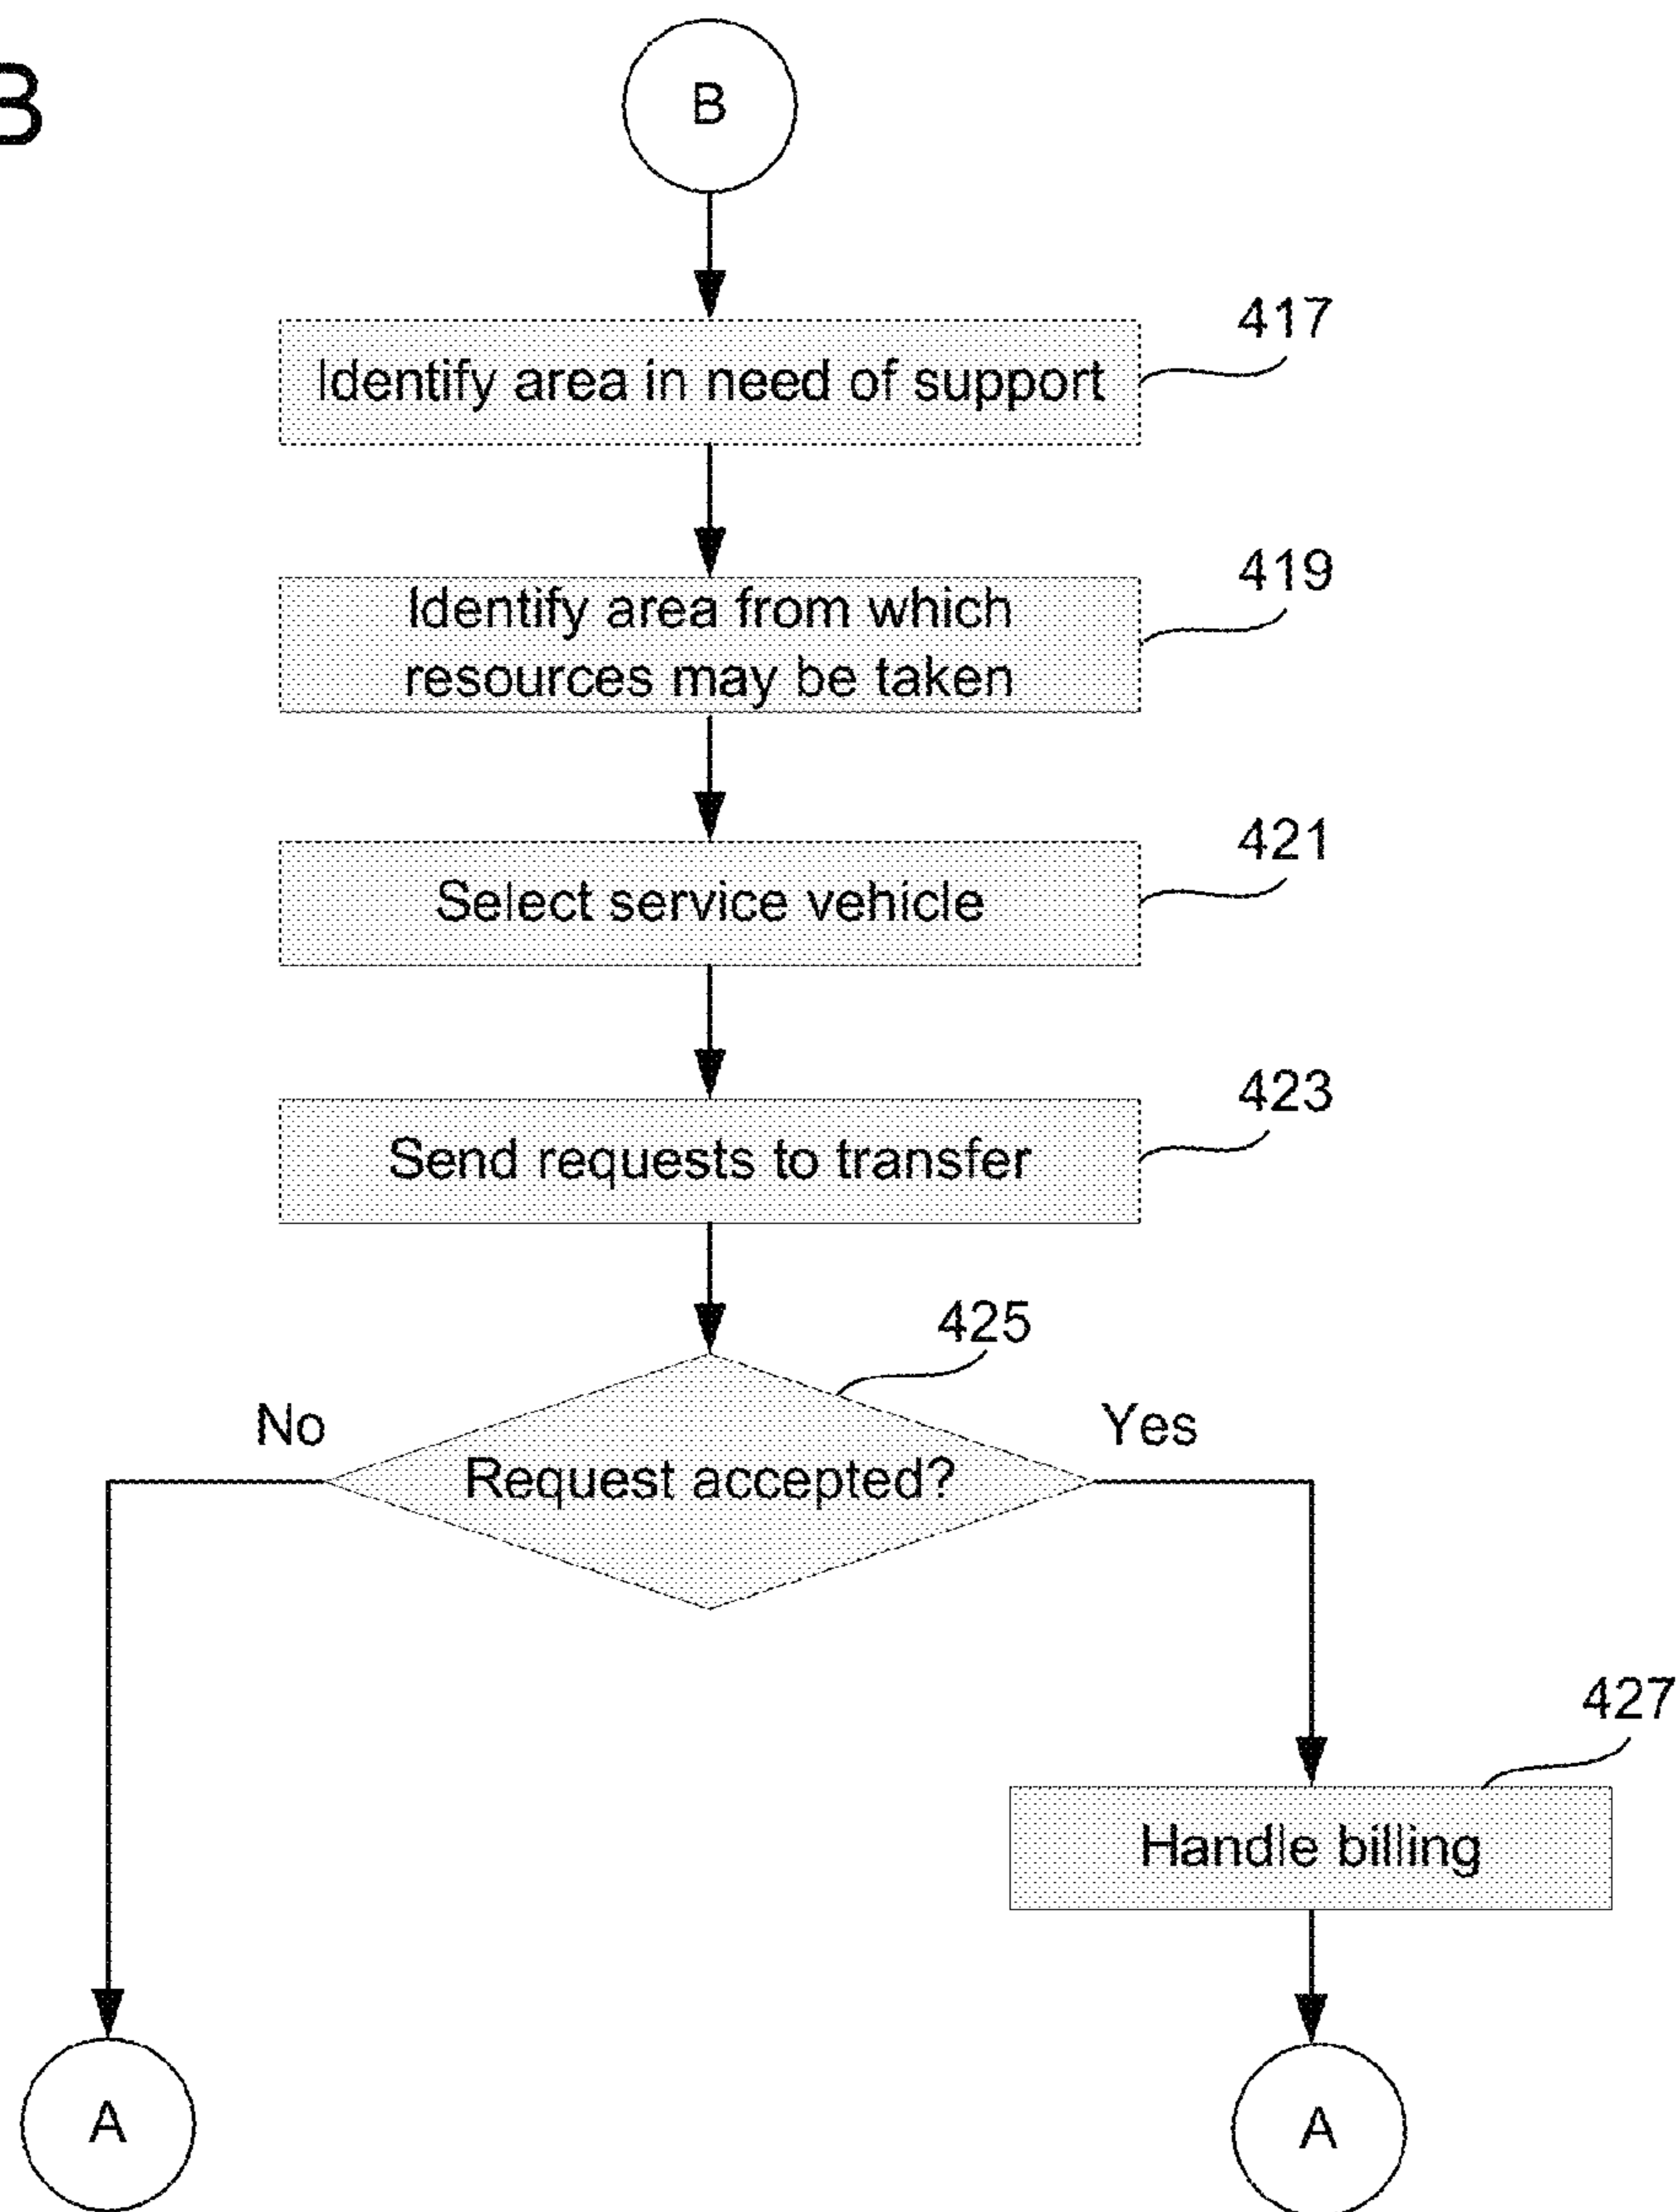 B
B
417
Identify area in need of support
419
Identify area from which
resources may be taken
421
Select service vehicle
423
Send requests to transfer
425
No
Yes
Request accepted?
427
Handle billing
A
A